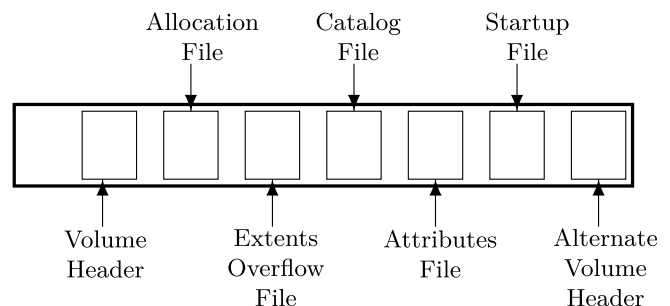 Allocation
File
Catalog
File
Startup
File
Volume
Header
Extents
Overflow
File
Attributes
File
Alternate
Volume
Header